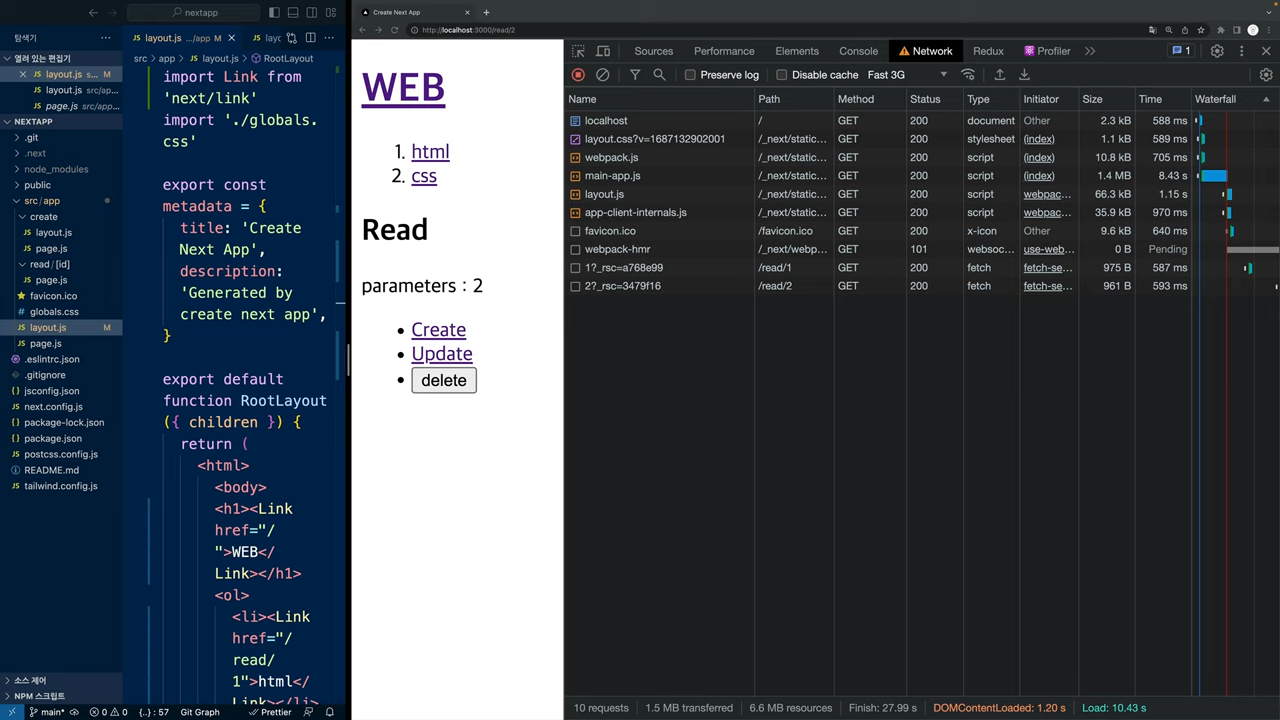 nextapp
탐색기
열려 있는 편집기
layout.js s... M
layout.js src/ap...
page.js src/ap...
NEXTAPP
.git
.next
node_modules
public
src/app
create
layout.js
page.js
read / [id]
page.js
favicon.ico
globals.css
layout.js M
page.js
.eslintrc.json
.gitignore
jsconfig.json
next.config.js
package-lock.json
package.json
postcss.config.js
README.md
tailwind.config.js
소스 제어
NPM 스크립트
main*
0 0
layout.js .../app M
src > app > layout.js > RootLayout
import Link from
'next/link'
import './globals.
css'
export const
metadata = {
title: 'Create
Next App',
description:
'Generated by
create next app',
}
export default
function RootLayout
({ children }) {
return (
<html>
<body>
<h1><Link
href="/
">WEB</
Link></h1>
<ol>
<li><Link
href="/
read/
1">html</
Link></li>
{..} : 57
Git Graph
Prettier
Create Next App
http://localhost:3000/read/2
WEB
1. html
2. css
Read
parameters : 2
Create
Update
delete
Sources Performance Elements Console Network Redux Profiler 1
Preserve log Disable cache Fast 3G
Name Path Method Status Type Initiator Size Time Waterfall
localhost / GET 200 document Other 2.3 kB 588 ms
layout.css?v=1687132902001 /_next/static... GET 200 stylesheet (index) 1.1 kB 589 ms
webpack.js /_next/static... GET 200 script (index) 10.8 kB 705 ms
main-app.js /_next/static... GET 200 script (index) 1.4 MB 8.43 s
layout.js /_next/static... GET 200 script webpac... 36.3 kB 1.15 s
app-client-internals.js /_next/static... GET 200 script webpac... 35.9 kB 970 ms
favicon.ico /favicon.ico GET 200 x-icon Other 26.2 kB 640 ms
webpack-hmr /_next/webp... GET 101 websoc... use-web... 0 B Pending
1?_rsc=a768e99 /read/1 GET 200 fetch fetch-se... 975 B 587 ms
2?_rsc=3479f16 /read/2 GET 200 fetch fetch-se... 961 B 593 ms
10 requests 1.5 MB transferred 6.6 MB resources Finish: 27.99 s DOMContentLoaded: 1.20 s Load: 10.43 s